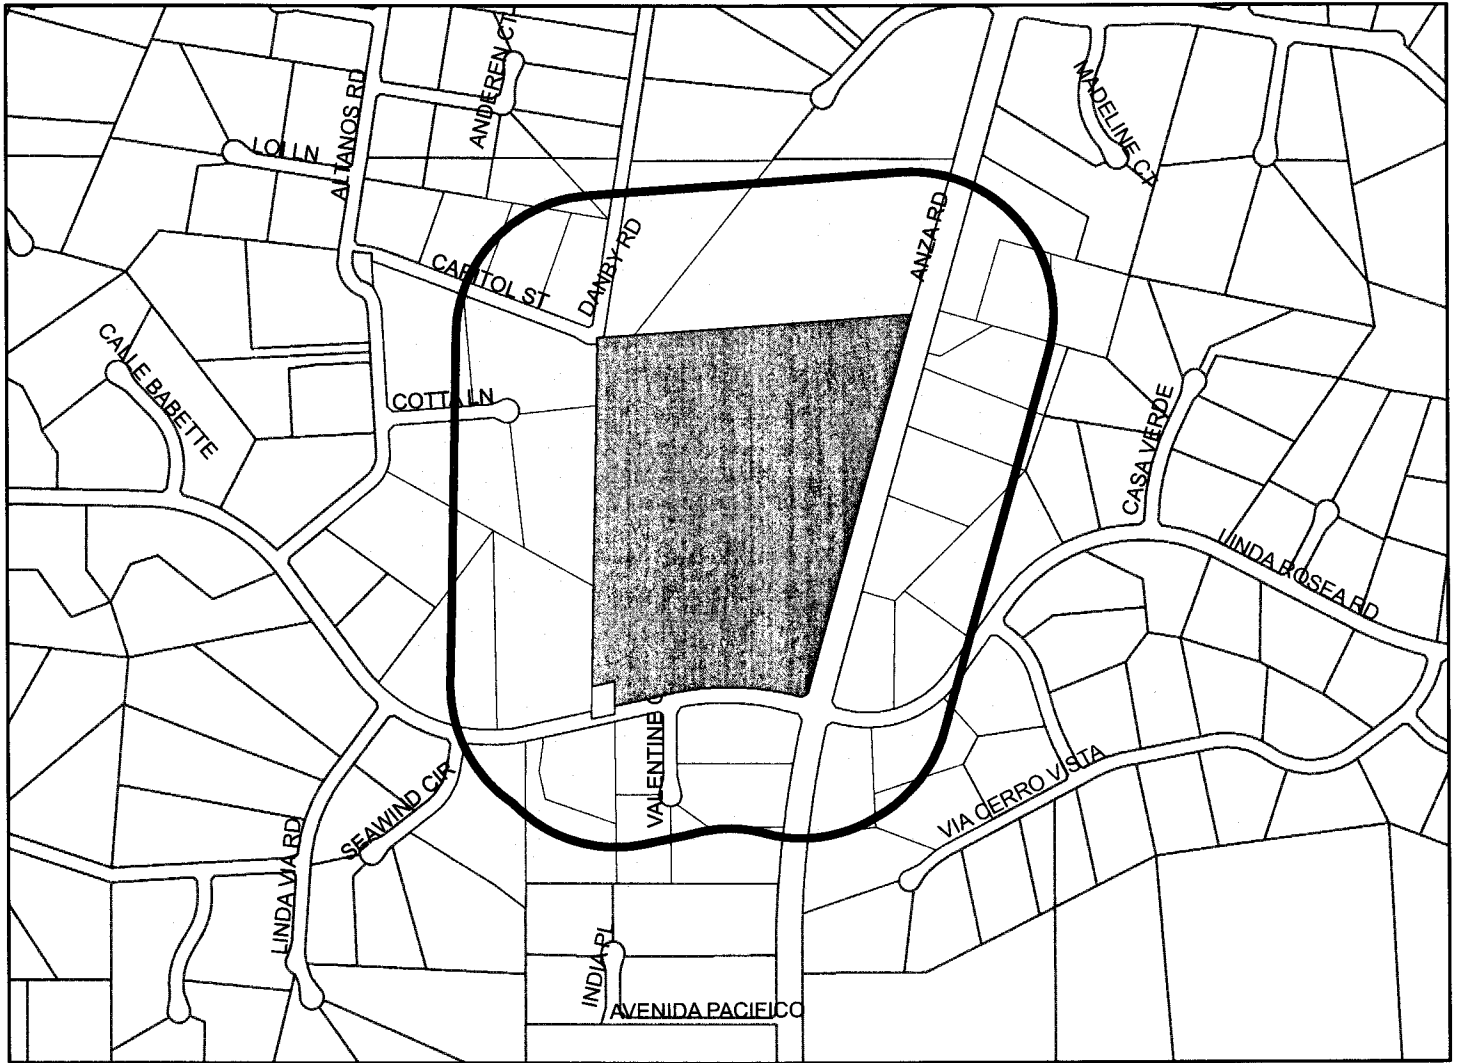 ANDEREN CT
MADELINE CT
ALTANOS RD
LOI LN
ANZA RD
DANBY RD
CAPITOL ST
CALLE BABETTE
COTTA LN
CASA VERDE
LINDA ROSEA RD
VALENTINE C
VIA CERRO VISTA
SEAWIND CIR
LINDA VIA RD
INDIA PL
AVENIDA PACIFICO